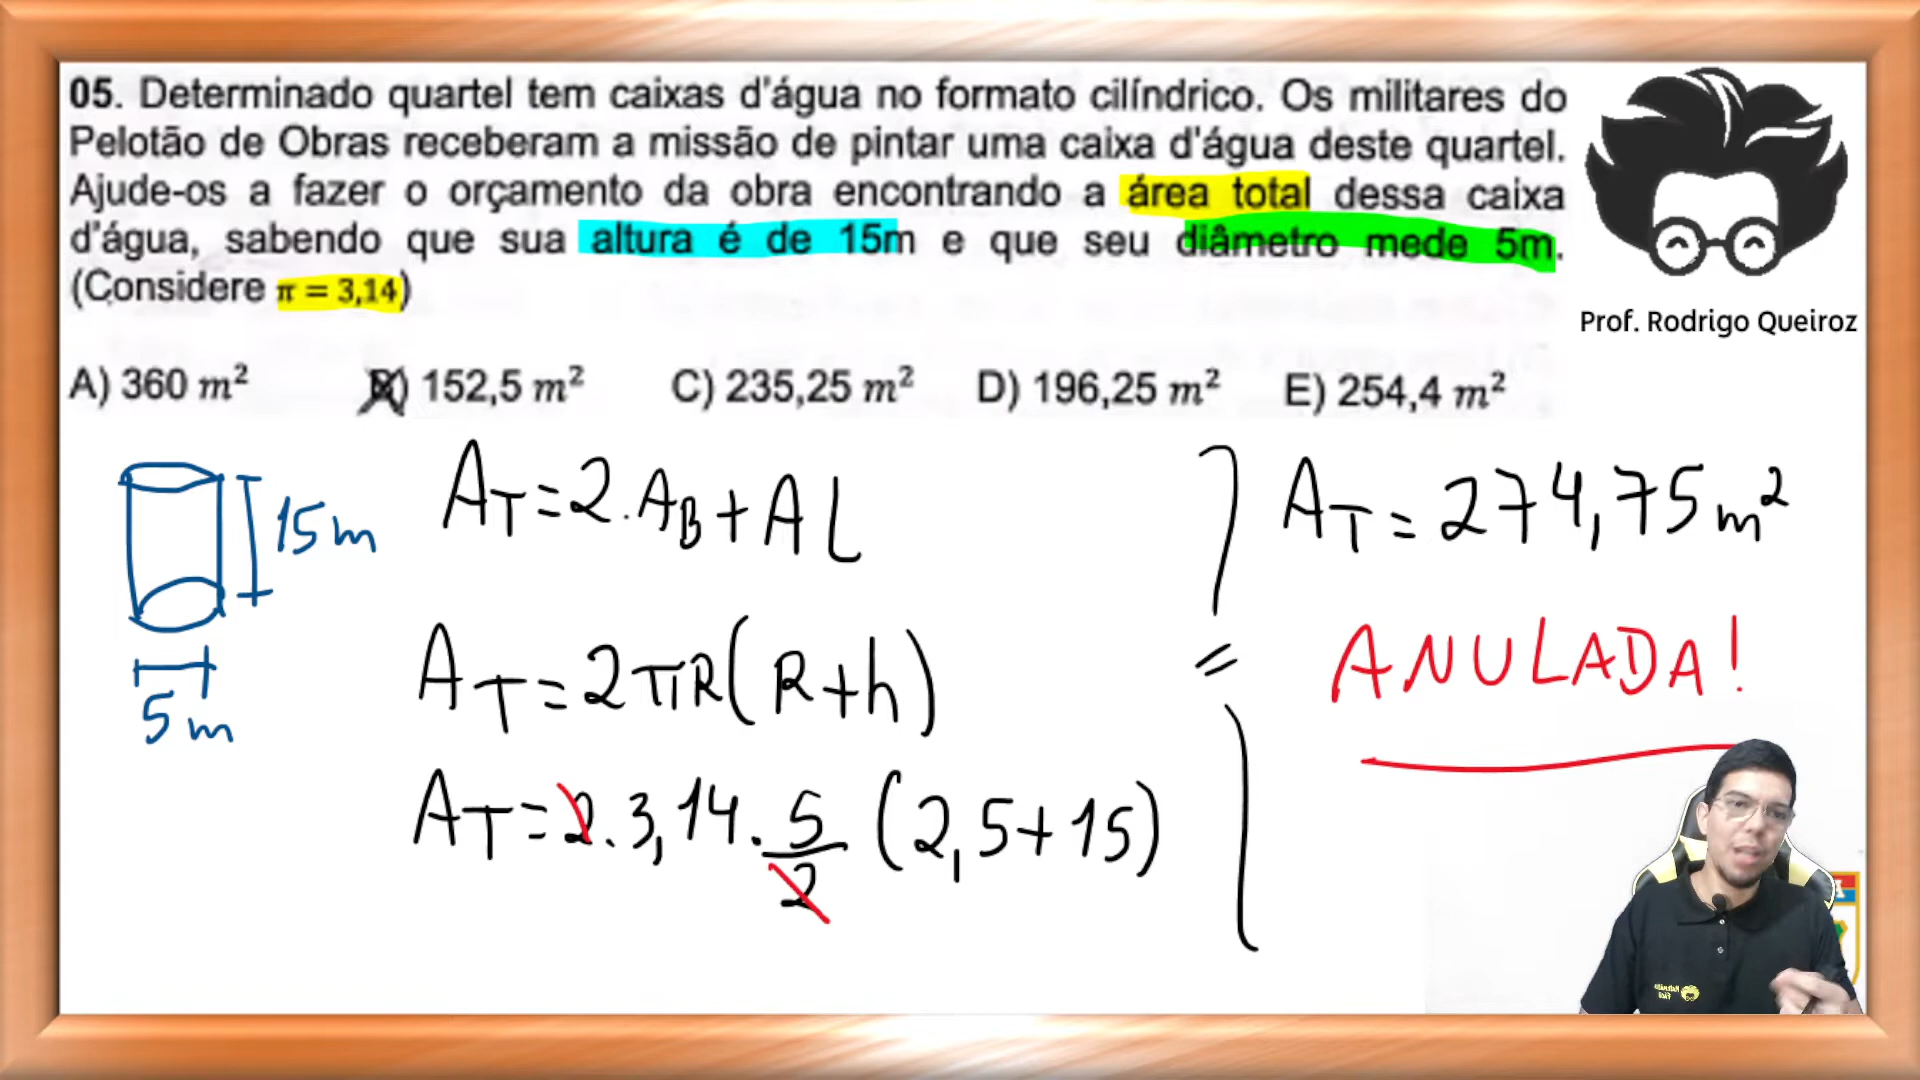 05. Determinado quartel tem caixas d'água no formato cilíndrico. Os militares do
Pelotão de Obras receberam a missão de pintar uma caixa d'água deste quartel.
Ajude-os a fazer o orçamento da obra encontrando a área total dessa caixa
d'água, sabendo que sua altura é de 15m e que seu diâmetro mede 5m.
(Considere π = 3,14)
Prof. Rodrigo Queiroz
A) 360 m² B) 152,5 m² C) 235,25 m² D) 196,25 m² E) 254,4 m²
15m
5m
AT = 2.AB + AL
AT = 2πR(R+h)
AT = 2.3,14.5/2 (2,5+15)
=
AT = 274,75 m²
ANULADA!